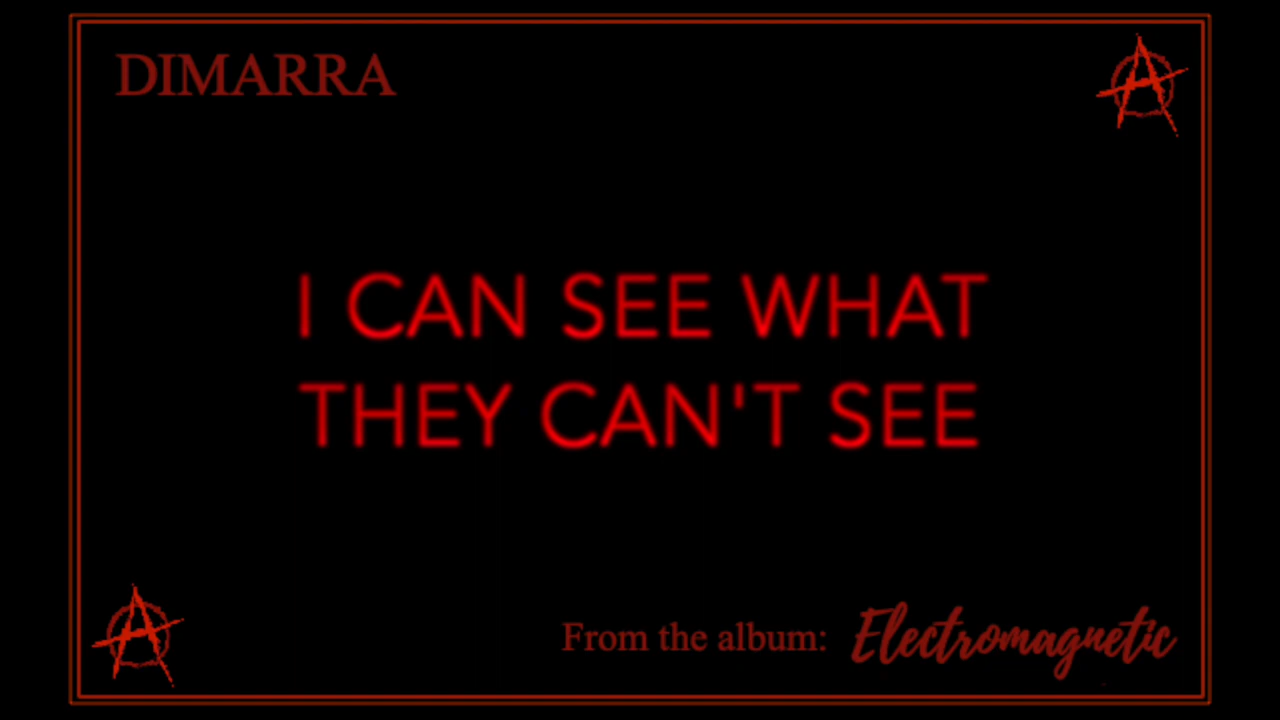 DIMARRA
I CAN SEE WHAT
THEY CAN'T SEE
From the album: Electromagnetic